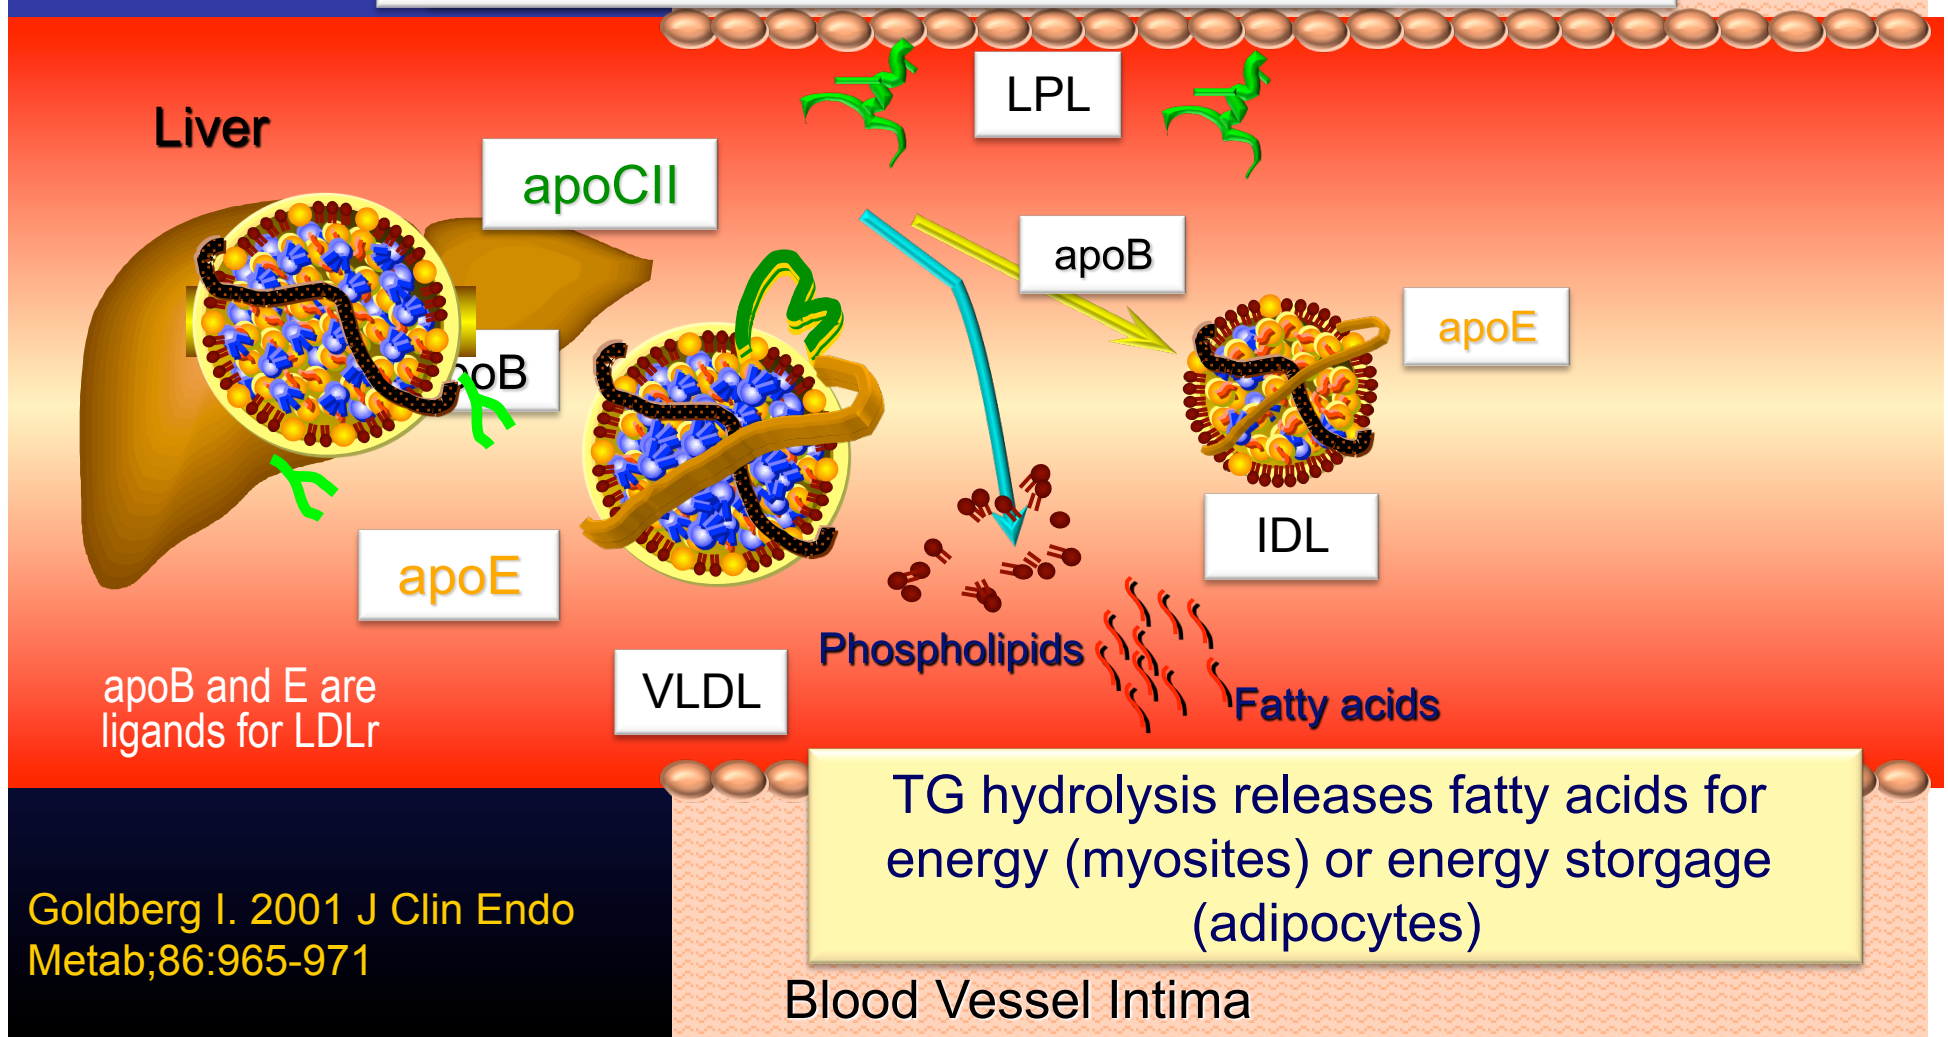 LPL
Liver
apoCII
apoB
apoE
poB
IDL
apoE
Phospholipids
VLDL
Fatty acids
apoB and E are
ligands for LDLr
TG hydrolysis releases fatty acids for
energy (myosites) or energy storgage
(adipocytes)
Goldberg I. 2001 J Clin Endo
Metab;86:965-971
Blood Vessel Intima